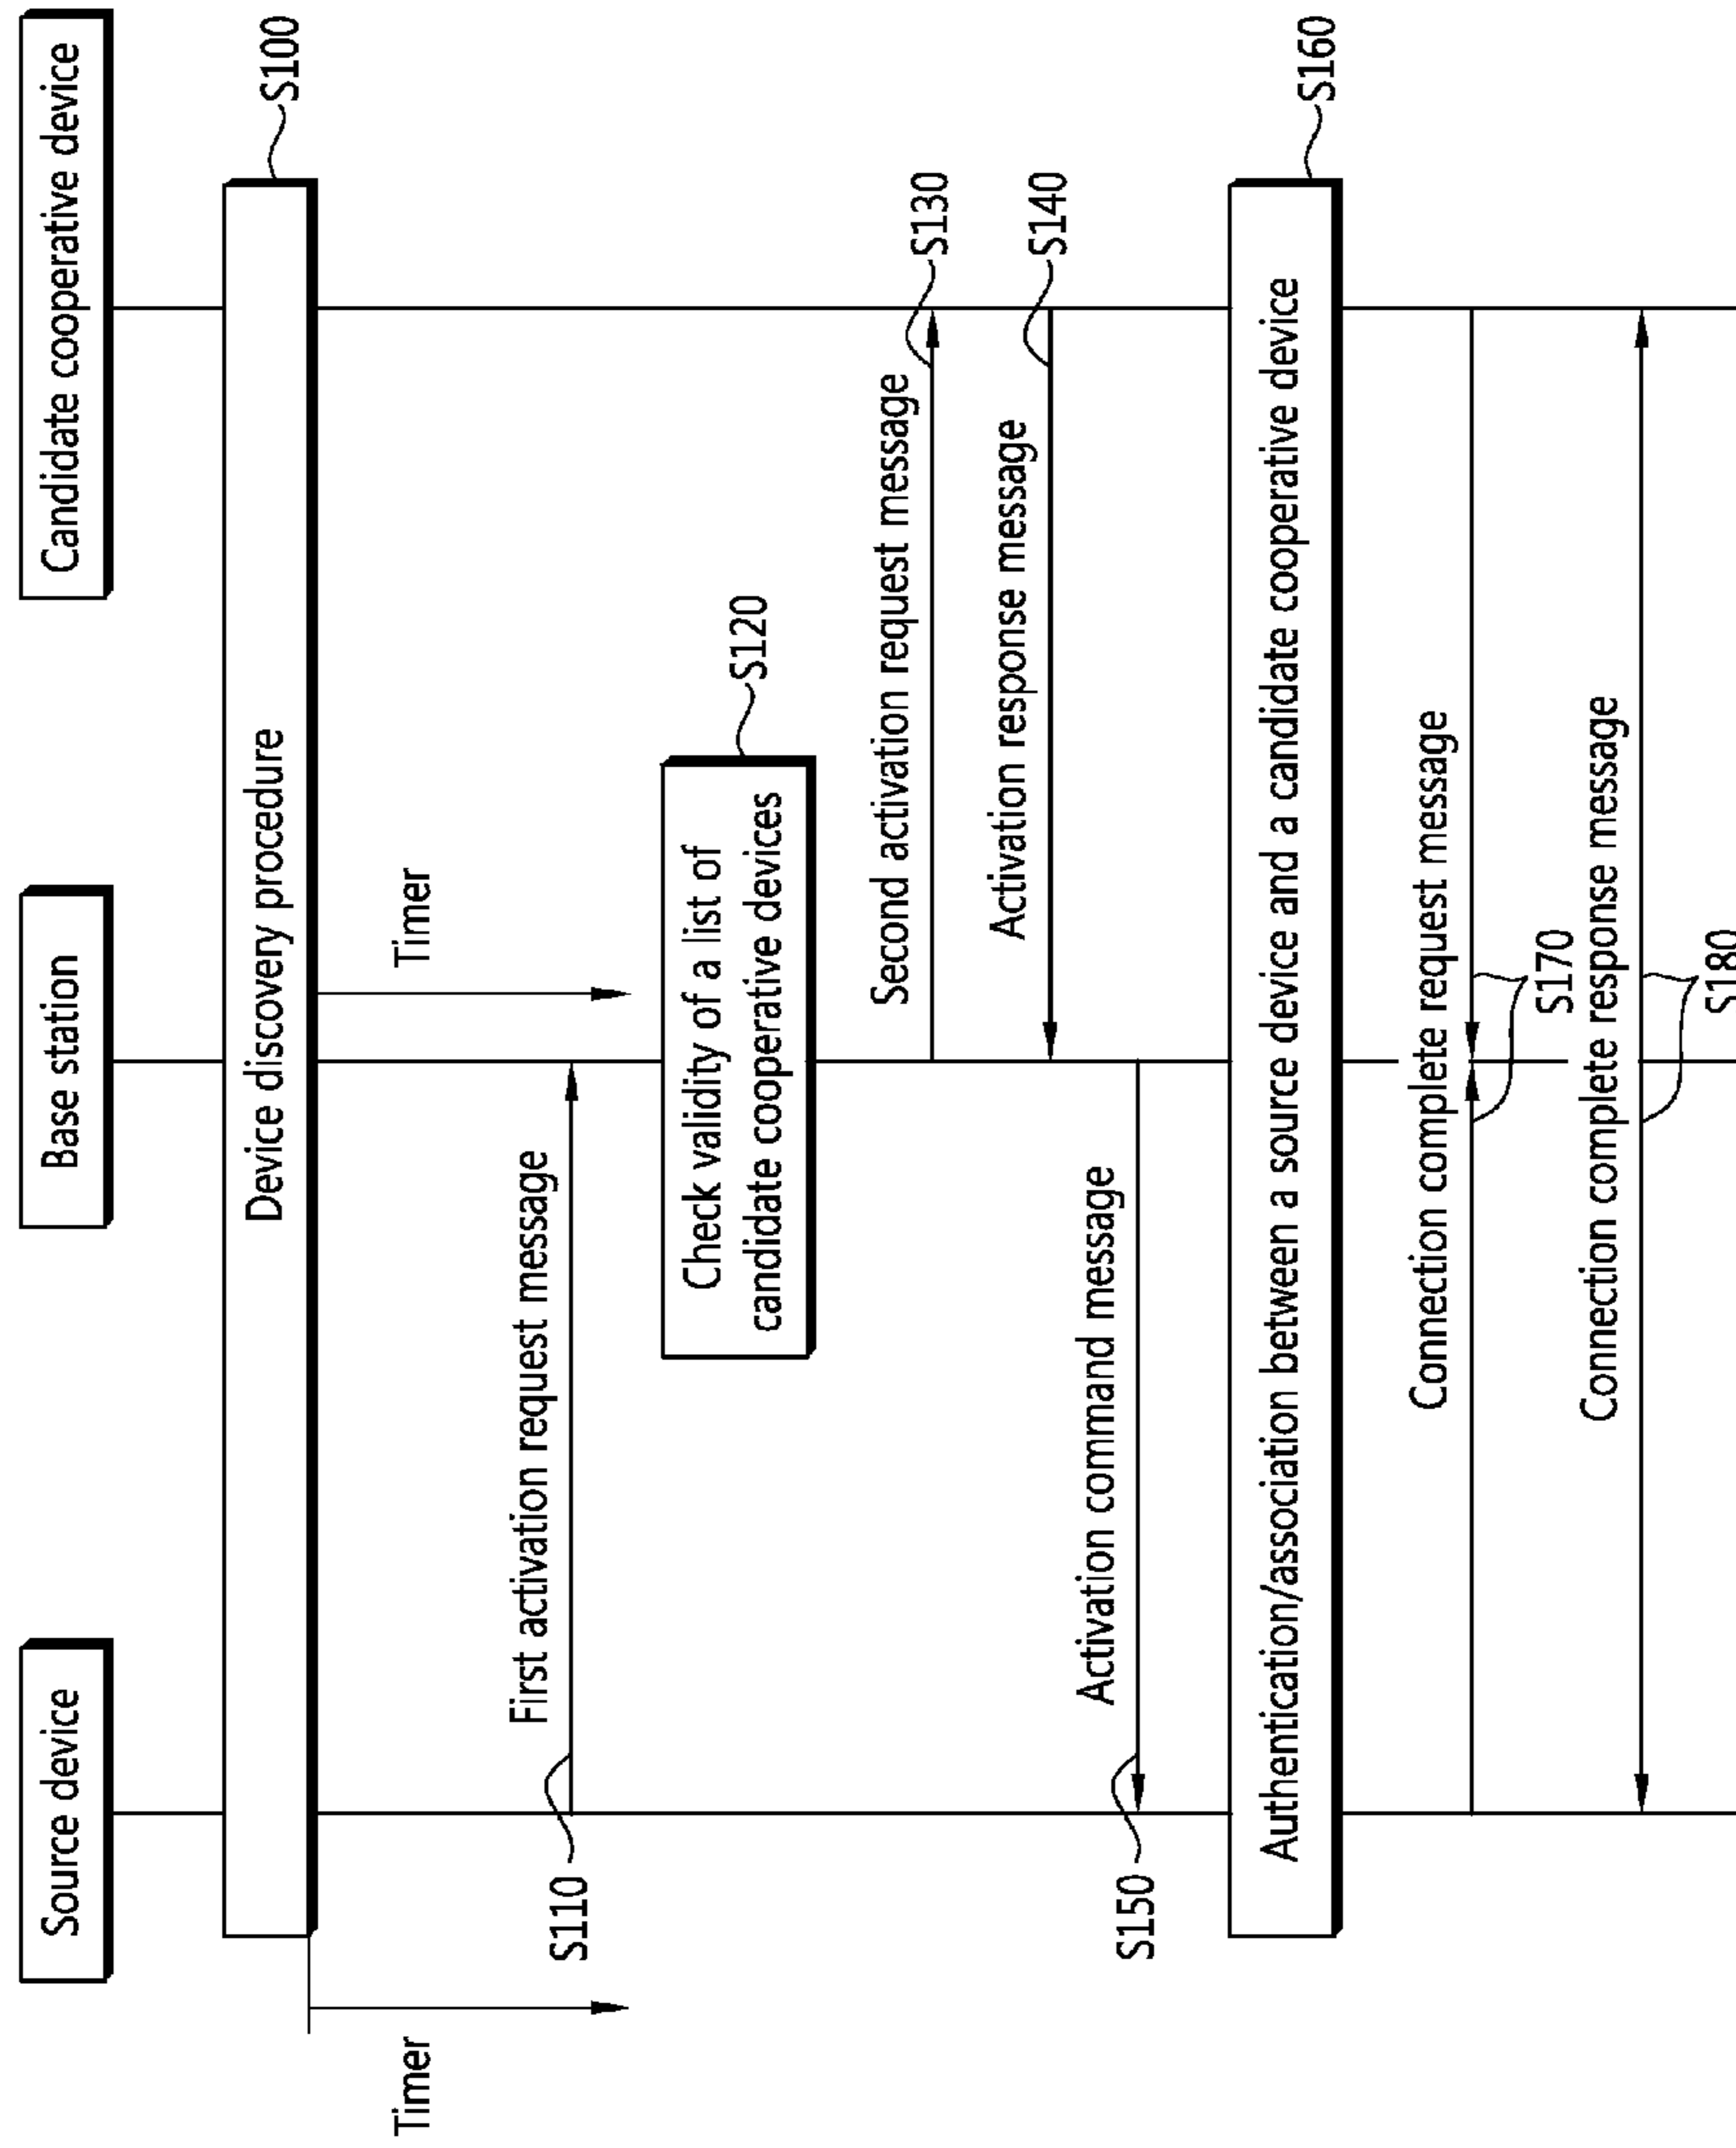 Source device
Base station
Candidate cooperative device
Device discovery procedure
S100
Timer
Timer
First activation request message
S110
Check validity of a list of
candidate cooperative devices
S120
Second activation request message
S130
Activation response message
S140
Activation command message
S150
Authentication/association between a source device and a candidate cooperative device
S160
Connection complete request message
S170
Connection complete response message
S180